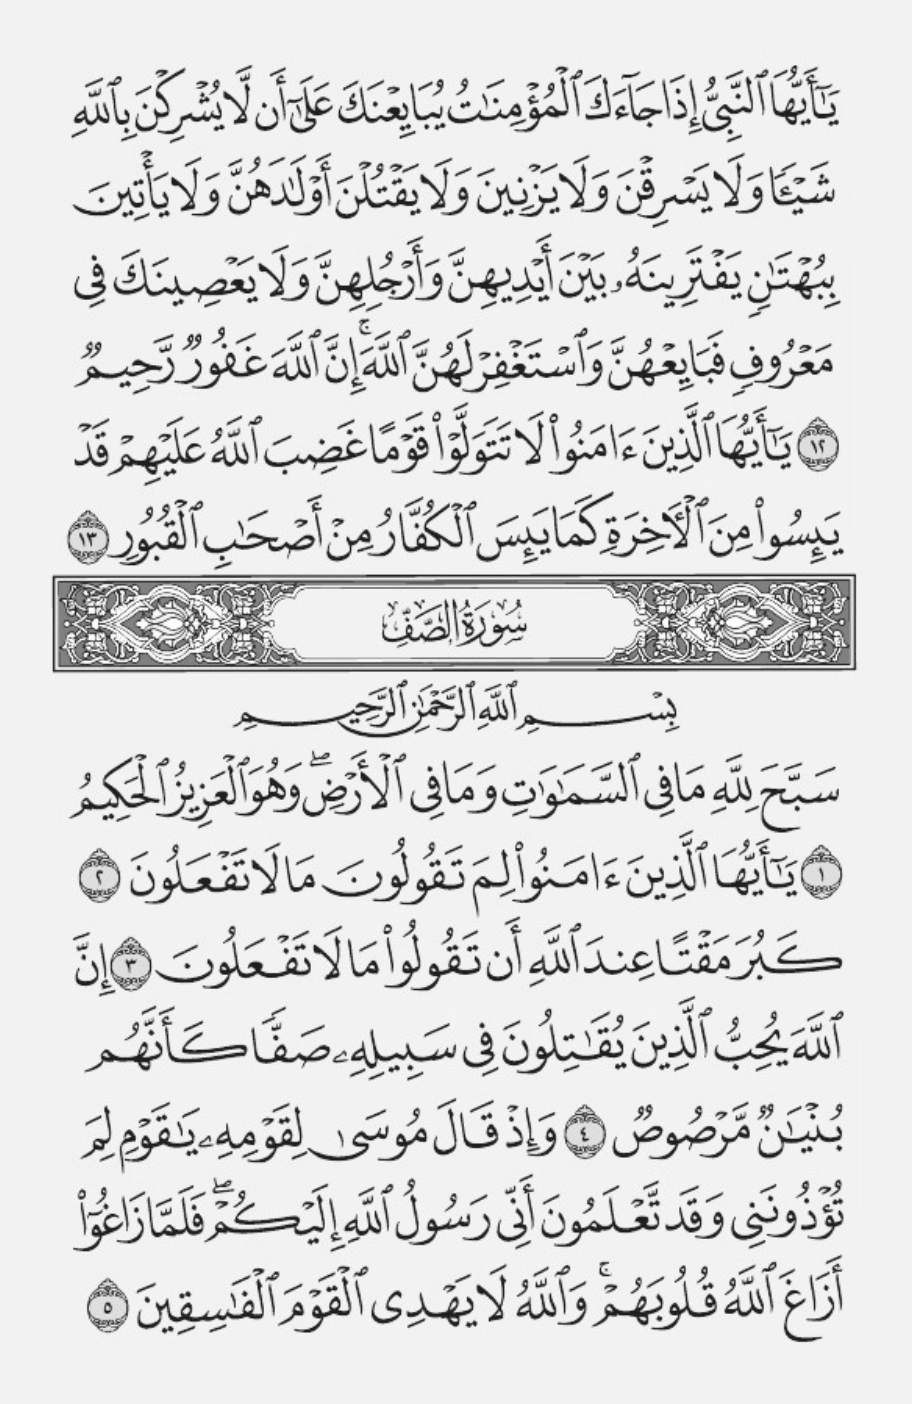 يَـٰٓأَيُّهَا ٱلنَّبِىُّ إِذَا جَآءَكَ ٱلْمُؤْمِنَـٰتُ يُبَايِعْنَكَ عَلَىٰٓ أَن لَّا يُشْرِكْنَ بِٱللَّهِ
شَيْـًٔا وَلَا يَسْرِقْنَ وَلَا يَزْنِينَ وَلَا يَقْتُلْنَ أَوْلَـٰدَهُنَّ وَلَا يَأْتِينَ
بِبُهْتَـٰنٍ يَفْتَرِينَهُۥ بَيْنَ أَيْدِيهِنَّ وَأَرْجُلِهِنَّ وَلَا يَعْصِينَكَ فِى
مَعْرُوفٍ فَبَايِعْهُنَّ وَٱسْتَغْفِرْ لَهُنَّ ٱللَّهَ ۚ إِنَّ ٱللَّهَ غَفُورٌ رَّحِيمٌ
١٢ يَـٰٓأَيُّهَا ٱلَّذِينَ ءَامَنُوا۟ لَا تَتَوَلَّوْا۟ قَوْمًا غَضِبَ ٱللَّهُ عَلَيْهِمْ قَدْ
يَئِسُوا۟ مِنَ ٱلْـَٔاخِرَةِ كَمَا يَئِسَ ٱلْكُفَّارُ مِنْ أَصْحَـٰبِ ٱلْقُبُورِ ١٣
سُورَةُ الصَّفِّ
بِسْمِ ٱللَّهِ ٱلرَّحْمَـٰنِ ٱلرَّحِيمِ
سَبَّحَ لِلَّهِ مَا فِى ٱلسَّمَـٰوَٰتِ وَمَا فِى ٱلْأَرْضِ ۖ وَهُوَ ٱلْعَزِيزُ ٱلْحَكِيمُ
١ يَـٰٓأَيُّهَا ٱلَّذِينَ ءَامَنُوا۟ لِمَ تَقُولُونَ مَا لَا تَفْعَلُونَ ٢
كَبُرَ مَقْتًا عِندَ ٱللَّهِ أَن تَقُولُوا۟ مَا لَا تَفْعَلُونَ ٣ إِنَّ
ٱللَّهَ يُحِبُّ ٱلَّذِينَ يُقَـٰتِلُونَ فِى سَبِيلِهِۦ صَفًّا كَأَنَّهُم
بُنْيَـٰنٌ مَّرْصُوصٌ ٤ وَإِذْ قَالَ مُوسَىٰ لِقَوْمِهِۦ يَـٰقَوْمِ لِمَ
تُؤْذُونَنِى وَقَد تَّعْلَمُونَ أَنِّى رَسُولُ ٱللَّهِ إِلَيْكُمْ ۖ فَلَمَّا زَاغُوٓا۟
أَزَاغَ ٱللَّهُ قُلُوبَهُمْ ۚ وَٱللَّهُ لَا يَهْدِى ٱلْقَوْمَ ٱلْفَـٰسِقِينَ ٥